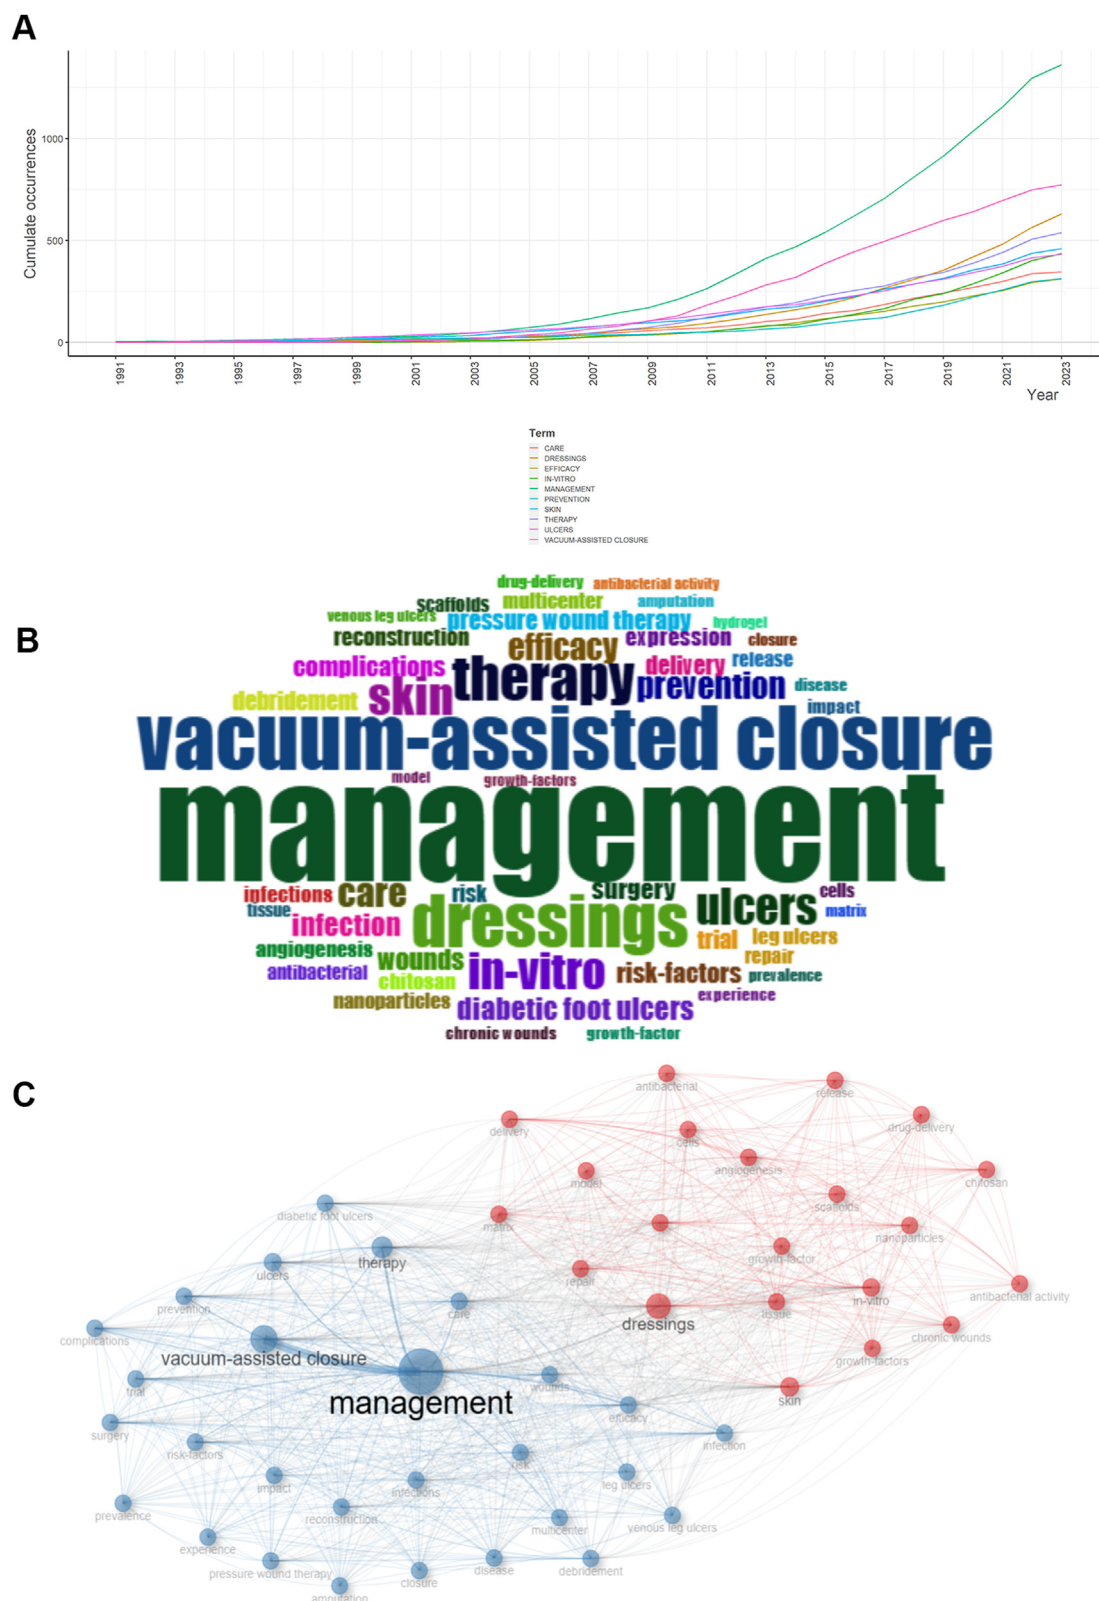 A
Cumulate occurrences
1000
500
0
1991 1993 1995 1997 1999 2001 2003 2005 2007 2009 2011 2013 2015 2017 2019 2021 2023
Year
Term
CARE
DRESSINGS
EFFICACY
IN-VITRO
MANAGEMENT
PREVENTION
SKIN
THERAPY
ULCERS
VACUUM-ASSISTED CLOSURE
B
drug-delivery antibacterial activity
scaffolds multicenter amputation
venous leg ulcers pressure wound therapy hydrogel
reconstruction efficacy expression closure
complications therapy delivery release
debridement skin prevention disease
impact
vacuum-assisted closure
model growth-factors
management
infections care risk surgery ulcers cells
tissue infection dressings matrix
angiogenesis wounds trial leg ulcers
antibacterial chitosan in-vitro risk-factors repair prevalence
nanoparticles diabetic foot ulcers experience
chronic wounds growth-factor
C
antibacterial
release
delivery
cells
drug-delivery
angiogenesis
model
chitosan
scaffolds
diabetic foot ulcers
matrix
nanoparticles
growth-factor
therapy
ulcers
repair
prevention
care
tissue
in-vitro
antibacterial activity
dressings
complications
chronic wounds
vacuum-assisted closure
growth-factors
trial
wounds
management
skin
efficacy
surgery
risk-factors
infection
risk
impact
infections
leg ulcers
prevalence
reconstruction
multicenter
venous leg ulcers
experience
pressure wound therapy
disease
debridement
closure
amputation